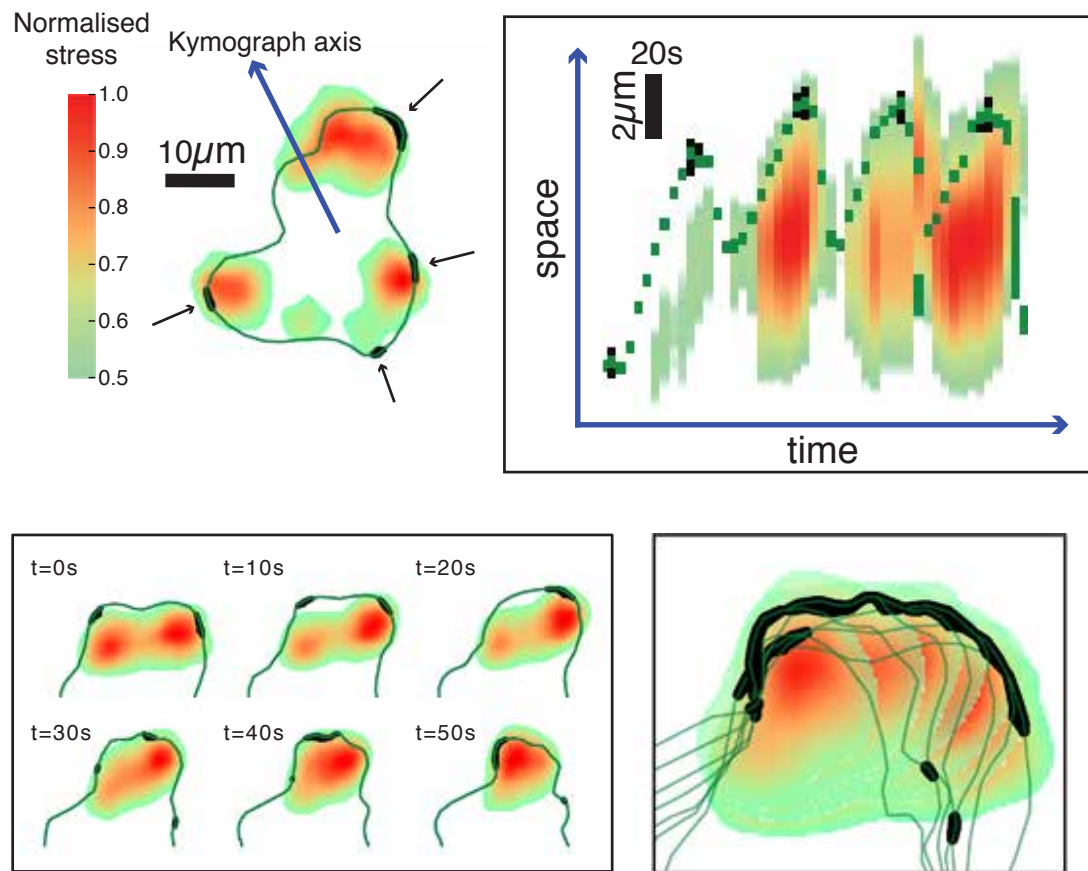 Normalised
stress
Kymograph axis
1.0
0.9
0.8
0.7
0.6
0.5
10μm
20s
2μm
space
time
t=0s
t=10s
t=20s
t=30s
t=40s
t=50s